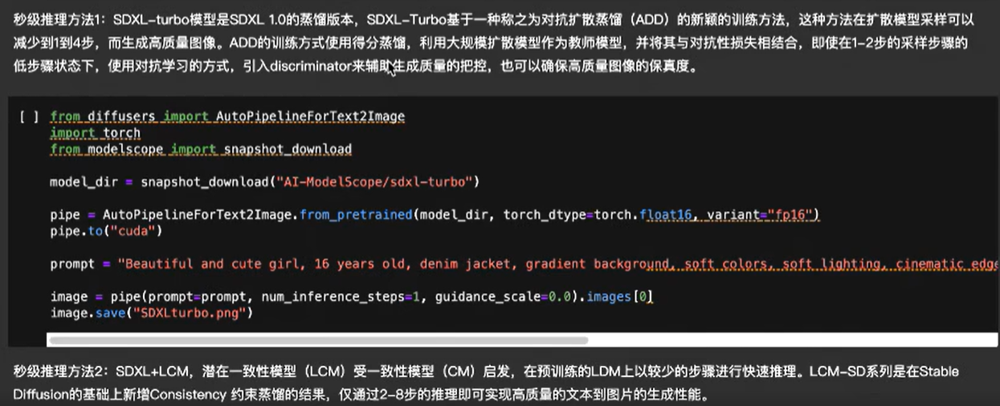 秒级推理方法1：SDXL-turbo模型是SDXL 1.0的蒸馏版本，SDXL-Turbo基于一种称之为对抗扩散蒸馏（ADD）的新颖的训练方法，这种方法在扩散模型采样可以
减少到1到4步，而生成高质量图像。ADD的训练方式使用得分蒸馏，利用大规模扩散模型作为教师模型，并将其与对抗性损失相结合，即使在1-2步的采样步骤的
低步骤状态下，使用对抗学习的方式，引入discriminator来辅助生成质量的把控，也可以确保高质量图像的保真度。
[ ] from diffusers import AutoPipelineForText2Image
import torch
from modelscope import snapshot_download
model_dir = snapshot_download("AI-ModelScope/sdxl-turbo")
pipe = AutoPipelineForText2Image.from_pretrained(model_dir, torch_dtype=torch.float16, variant="fp16")
pipe.to("cuda")
prompt = "Beautiful and cute girl, 16 years old, denim jacket, gradient background, soft colors, soft lighting, cinematic edge
image = pipe(prompt=prompt, num_inference_steps=1, guidance_scale=0.0).images[0]
image.save("SDXLturbo.png")
秒级推理方法2：SDXL+LCM，潜在一致性模型（LCM）受一致性模型（CM）启发，在预训练的LDM上以较少的步骤进行快速推理。LCM-SD系列是在Stable
Diffusion的基础上新增Consistency 约束蒸馏的结果，仅通过2-8步的推理即可实现高质量的文本到图片的生成性能。